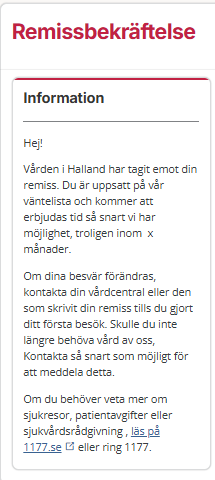 Remissbekräftelse
Information
Hej!
Vården i Halland har tagit emot din
remiss. Du är uppsatt på vår
väntelista och kommer att
erbjudas tid så snart vi har
möjlighet, troligen inom  x
månader.
Om dina besvär förändras,
kontakta din vårdcentral eller den
som skrivit din remiss tills du gjort
ditt första besök. Skulle du inte
längre behöva vård av oss,
Kontakta så snart som möjligt för
att meddela detta.
Om du behöver veta mer om
sjukresor, patientavgifter eller
sjukvårdsrådgivning , läs på
1177.se eller ring 1177.